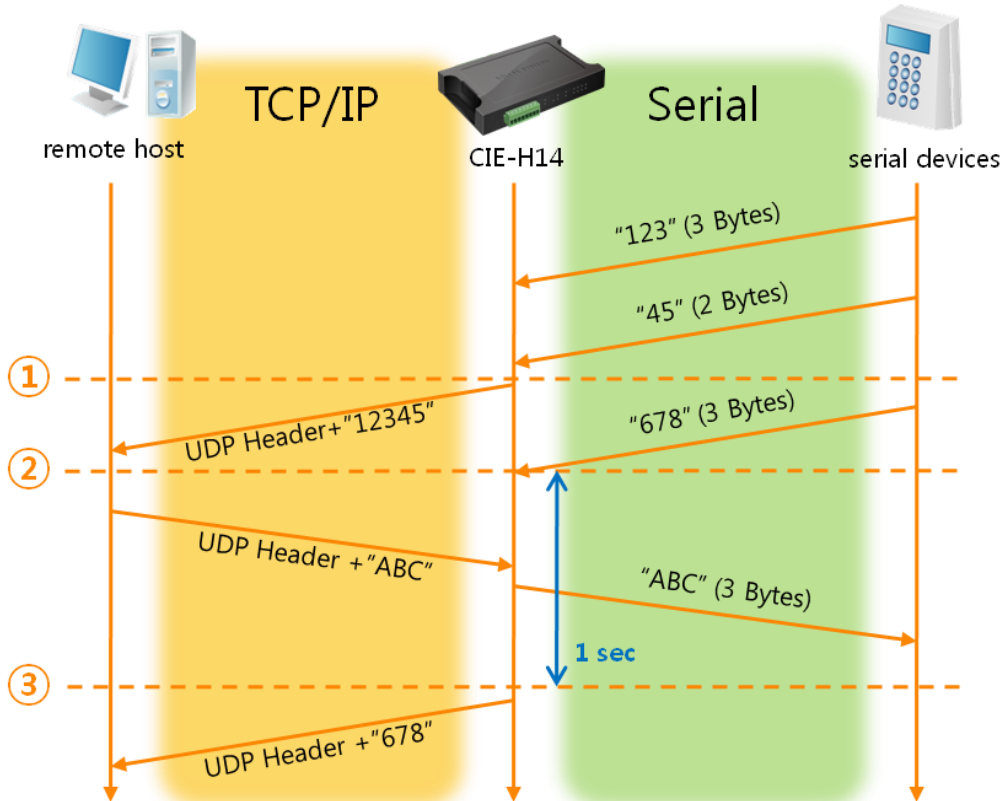 TCP/IP
Serial
remote host
CIE-H14
serial devices
"123" (3 Bytes)
"45" (2 Bytes)
①
UDP Header+"12345"
"678" (3 Bytes)
②
UDP Header +"ABC"
"ABC" (3 Bytes)
1 sec
③
UDP Header +"678"